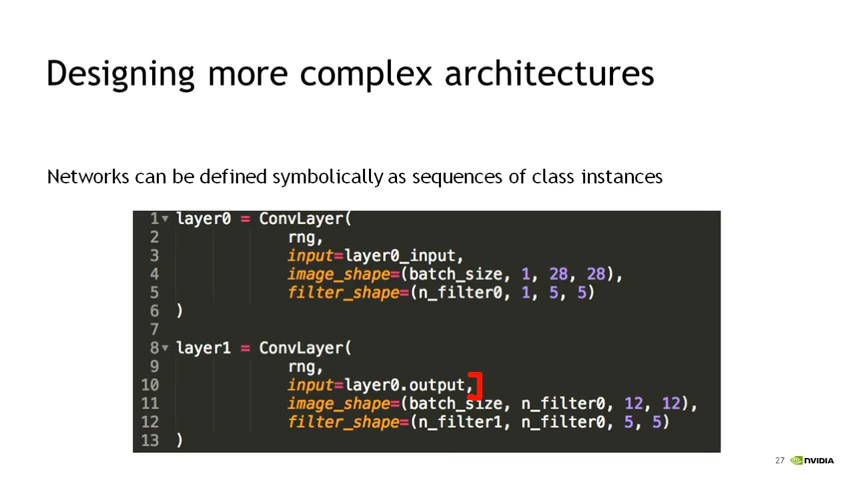 Designing more complex architectures
Networks can be defined symbolically as sequences of class instances
1 layer0 = ConvLayer(
2 rng,
3 input=layer0_input,
4 image_shape=(batch_size, 1, 28, 28),
5 filter_shape=(n_filter0, 1, 5, 5)
6 )
7
8 layer1 = ConvLayer(
9 rng,
10 input=layer0.output,
11 image_shape=(batch_size, n_filter0, 12, 12),
12 filter_shape=(n_filter1, n_filter0, 5, 5)
13 )
27 NVIDIA